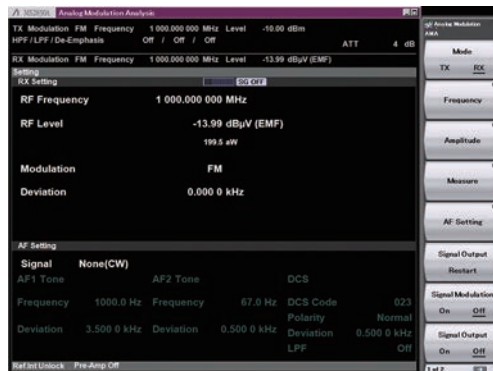 Analog Modulation Analysis
TX Modulation FM Frequency 1 000.000 000 MHz Level -10.00 dBm
HPF/LPF/De-Emphasis Off / Off / Off ATT 4 dB
RX Modulation FM Frequency 1 000.000 000 MHz Level -13.99 dBµV (EMF)
Setting
RX Setting SG OFF
RF Frequency 1 000.000 000 MHz
RF Level -13.99 dBµV (EMF)
199.5 aW
Modulation FM
Deviation 0.000 0 kHz
AF Setting
Signal None(CW)
AF1 Tone AF2 Tone DCS
Frequency 1000.0 Hz Frequency 67.0 Hz DCS Code 023
Polarity Normal
Deviation 3.500 0 kHz Deviation 0.500 0 kHz Deviation 0.500 0 kHz
LPF Off
Ref.Int Unlock Pre-Amp Off
Analog Modulation
ANA
Mode
TX RX
Frequency
Amplitude
Measure
AF Setting
Signal Output
Restart
Signal Modulation
On Off
Signal Output
On Off
1 of 2